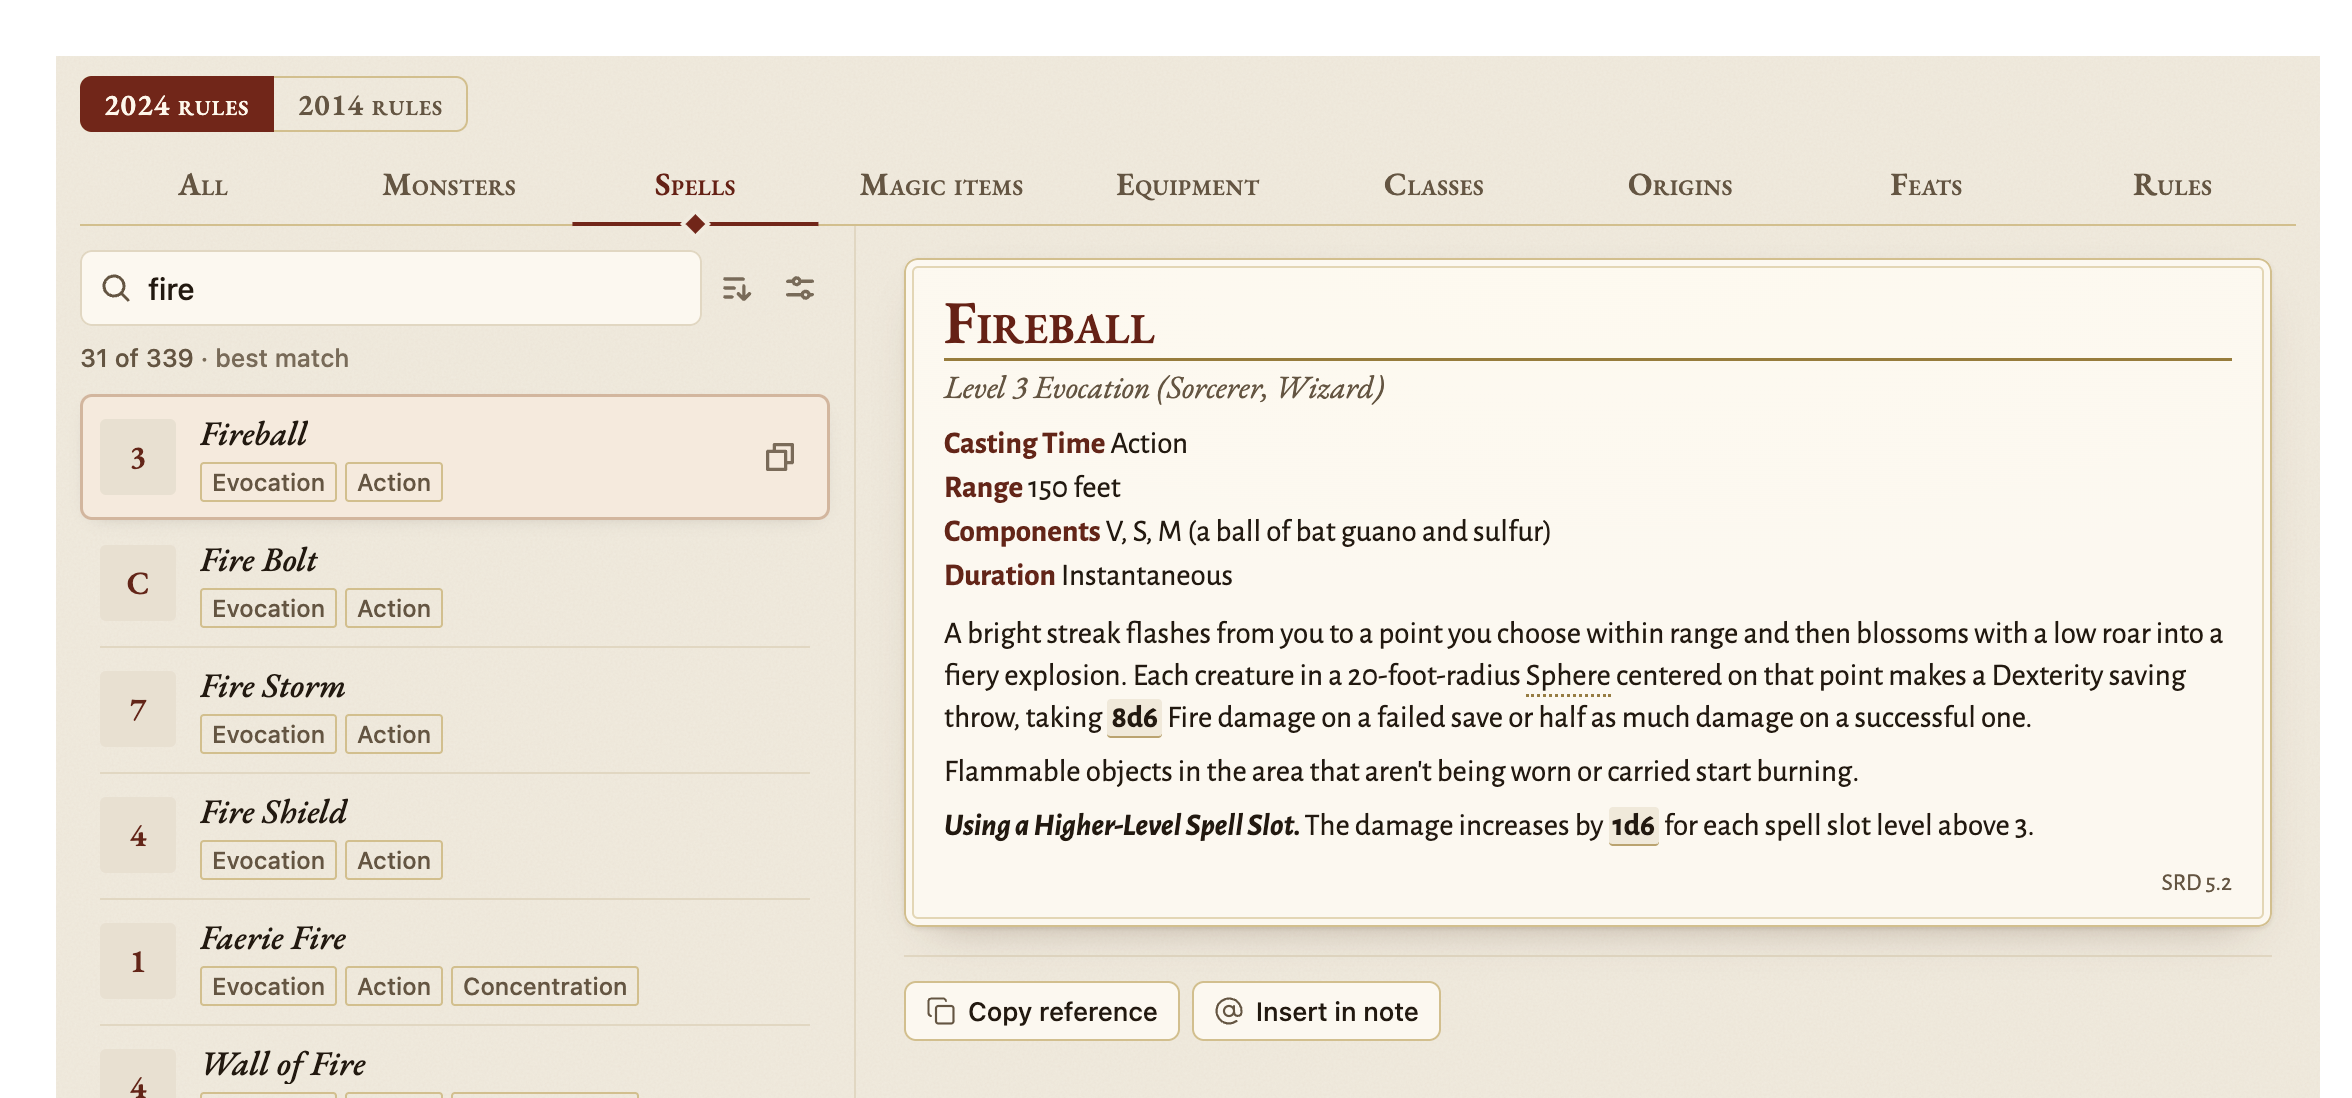 2024 RULES 2014 RULES
ALL MONSTERS SPELLS MAGIC ITEMS EQUIPMENT CLASSES ORIGINS FEATS RULES
fire
31 of 339 · best match
3
Fireball
Evocation Action
C
Fire Bolt
Evocation Action
7
Fire Storm
Evocation Action
4
Fire Shield
Evocation Action
1
Faerie Fire
Evocation Action Concentration
4
Wall of Fire
FIREBALL
Level 3 Evocation (Sorcerer, Wizard)
Casting Time Action
Range 150 feet
Components V, S, M (a ball of bat guano and sulfur)
Duration Instantaneous
A bright streak flashes from you to a point you choose within range and then blossoms with a low roar into a
fiery explosion. Each creature in a 20-foot-radius Sphere centered on that point makes a Dexterity saving
throw, taking 8d6 Fire damage on a failed save or half as much damage on a successful one.
Flammable objects in the area that aren't being worn or carried start burning.
Using a Higher-Level Spell Slot. The damage increases by 1d6 for each spell slot level above 3.
SRD 5.2
Copy reference @ Insert in note